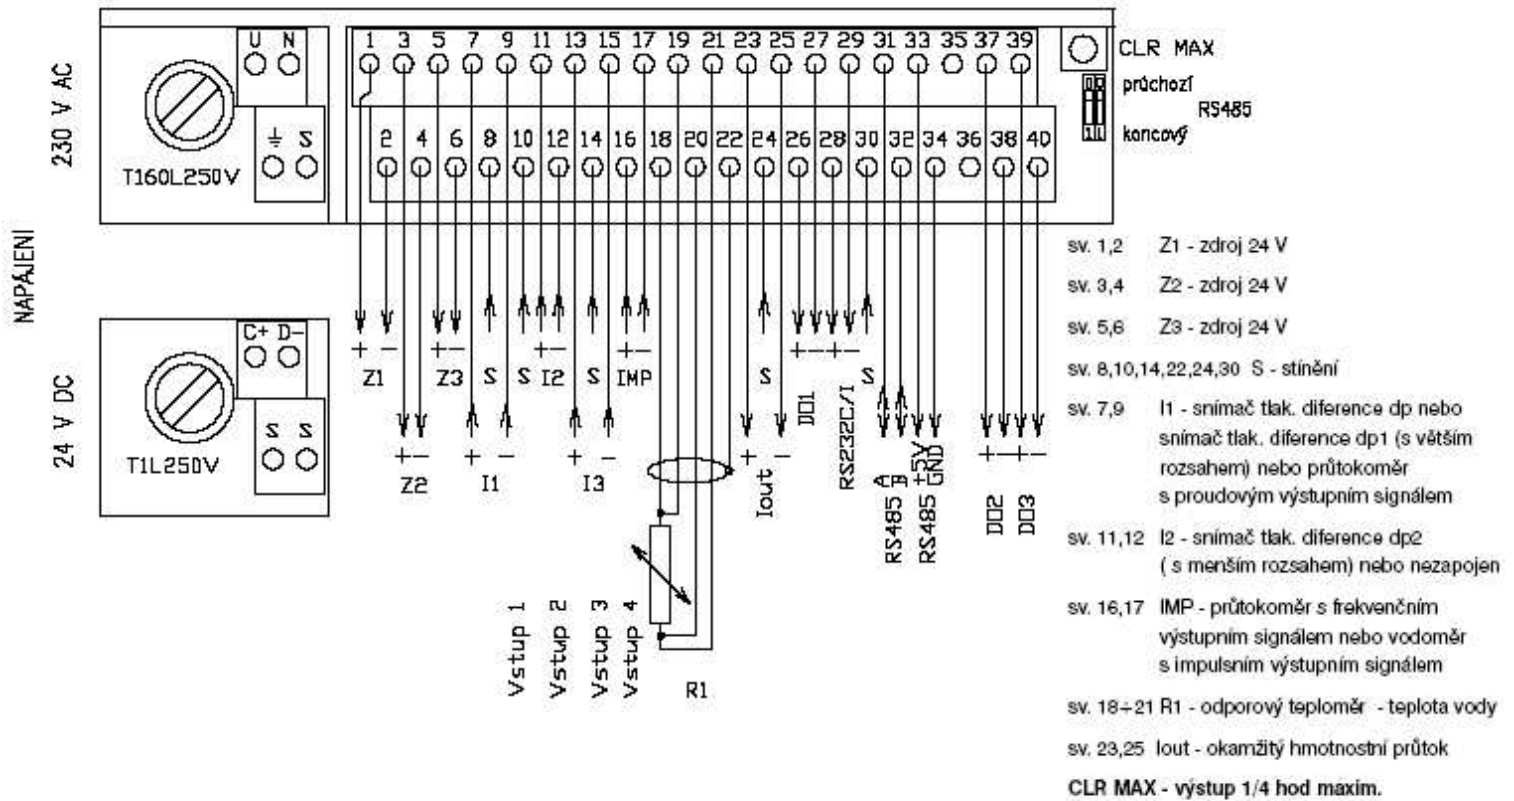 NAPÁJENÍ
230 V AC
U N
⏚ S
T160L250V
24 V DC
C+ D-
S S
T1L250V
1 3 5 7 9 11 13 15 17 19 21 23 25 27 29 31 33 35 37 39
2 4 6 8 10 12 14 16 18 20 22 24 26 28 30 32 34 36 38 40
CLR MAX
průchozí
RS485
koncový
+ -
Z1
+ -
Z2
+ -
Z3
S
+ -
I1
S
+ -
I2
S
+ -
I3
+ -
IMP
R1
S
+ -
Iout
+ -
DO1
+ -
RS232C/I
S
RS485 A
B
RS485 +5V
GND
+ -
DO2
+ -
DO3
Vstup 1
Vstup 2
Vstup 3
Vstup 4
sv. 1,2 Z1 - zdroj 24 V
sv. 3,4 Z2 - zdroj 24 V
sv. 5,6 Z3 - zdroj 24 V
sv. 8,10,14,22,24,30 S - stínění
sv. 7,9 I1 - snímač tlak. diference dp nebo
snímač tlak. diference dp1 (s větším
rozsahem) nebo průtokoměr
s proudovým výstupním signálem
sv. 11,12 I2 - snímač tlak. diference dp2
( s menším rozsahem) nebo nezapojen
sv. 16,17 IMP - průtokoměr s frekvenčním
výstupním signálem nebo vodoměr
s impulsním výstupním signálem
sv. 18÷21 R1 - odporový teploměr - teplota vody
sv. 23,25 Iout - okamžitý hmotnostní průtok
CLR MAX - výstup 1/4 hod maxim.